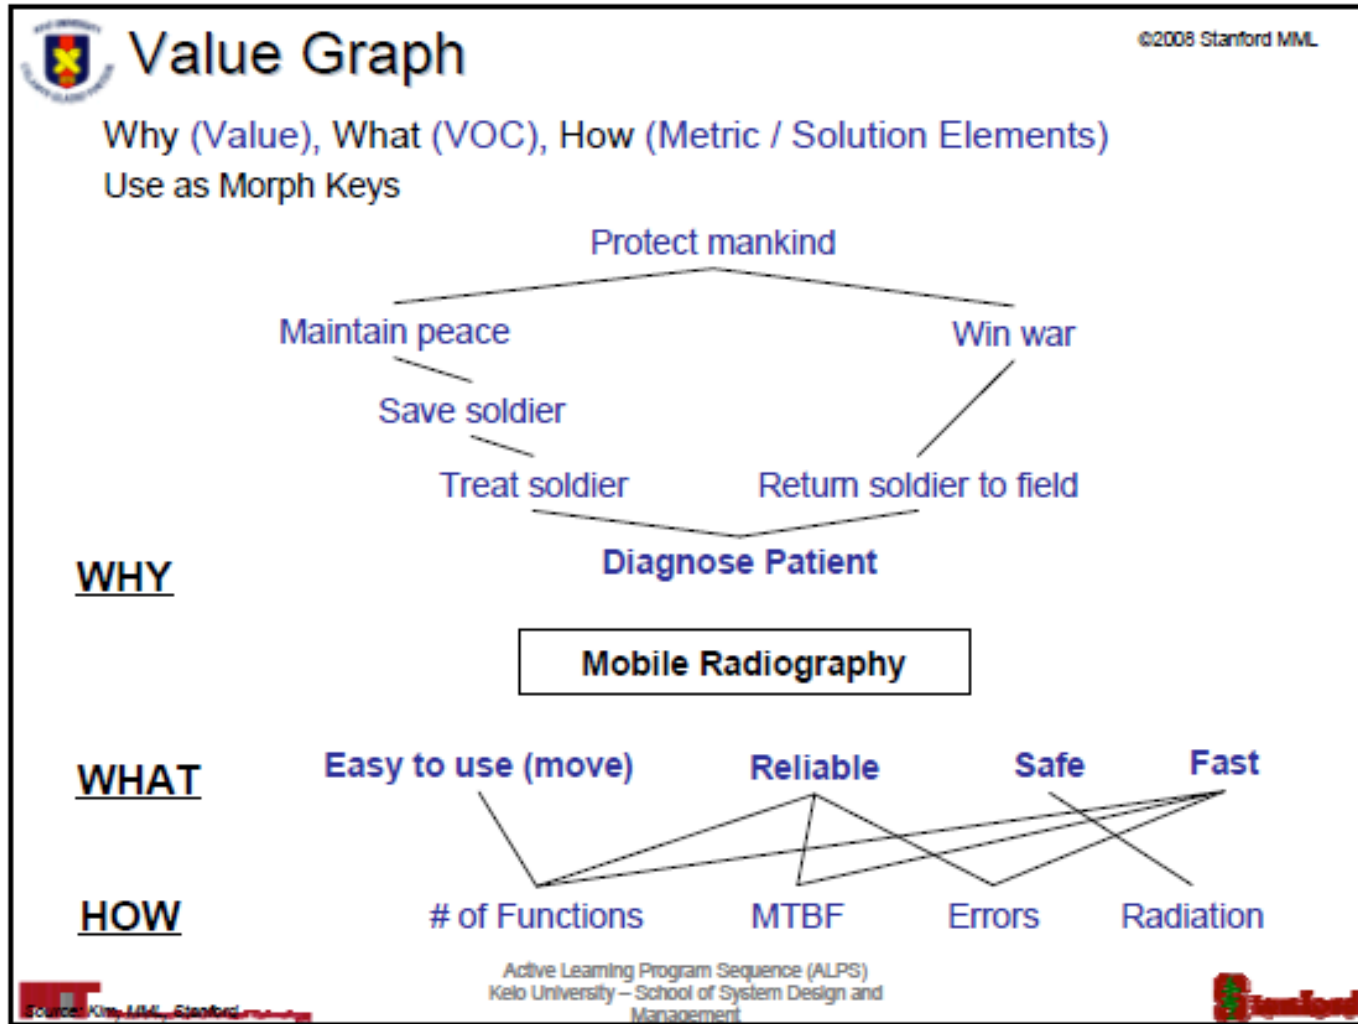 Value Graph
©2008 Stanford MML
Why (Value), What (VOC), How (Metric / Solution Elements)
Use as Morph Keys
Protect mankind
Maintain peace
Win war
Save soldier
Treat soldier
Return soldier to field
Diagnose Patient
WHY
Mobile Radiography
WHAT
Easy to use (move)
Reliable
Safe
Fast
HOW
# of Functions
MTBF
Errors
Radiation
Active Learning Program Sequence (ALPS)
Keio University – School of System Design and
Management
Source: Kim, MML, Stanford
Stanford